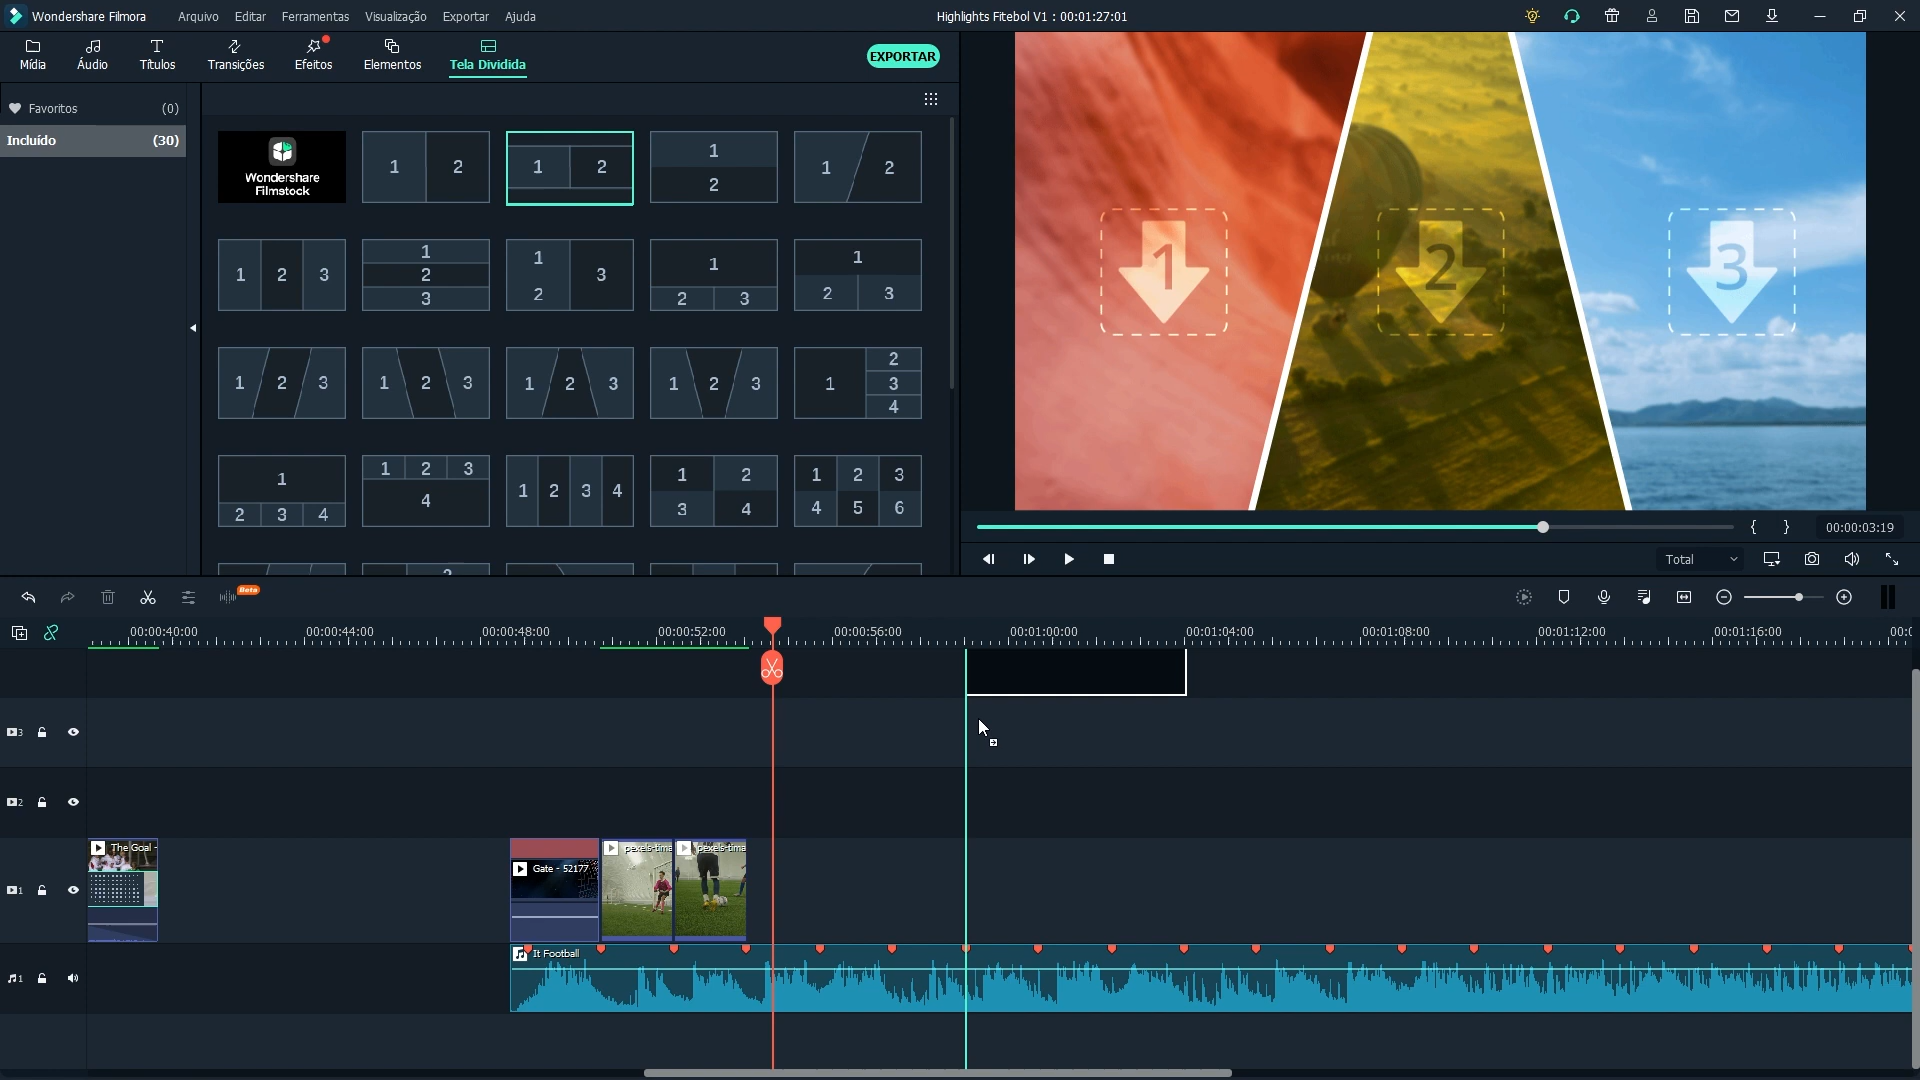 Wondershare Filmora Arquivo Editar Ferramentas Visualização Exportar Ajuda Highlights Fitebol V1 : 00:01:27:01
Mídia Áudio Títulos Transições Efeitos Elementos Tela Dividida EXPORTAR
Favoritos (0)
Incluído (30)
Wondershare
Filmstock
1 2
1 2
1
2
1 2
1 2 3
1
2
3
1
2
3
1
2 3
1
2 3
1 2 3
1 2 3
1 2 3
1 2 3
1
2
3
4
1
2 3 4
1 2 3
4
1 2 3 4
1 2
3 4
1 2 3
4 5 6
1 2 3
00:00:03:19
Total
Beta
00:00:40:00 00:00:44:00 00:00:48:00 00:00:52:00 00:00:56:00 00:01:00:00 00:01:04:00 00:01:08:00 00:01:12:00 00:01:16:00 00:0
3
2
1
The Goal -
Gate - 52177
pexels-tima
pexels-tima
1
It Football